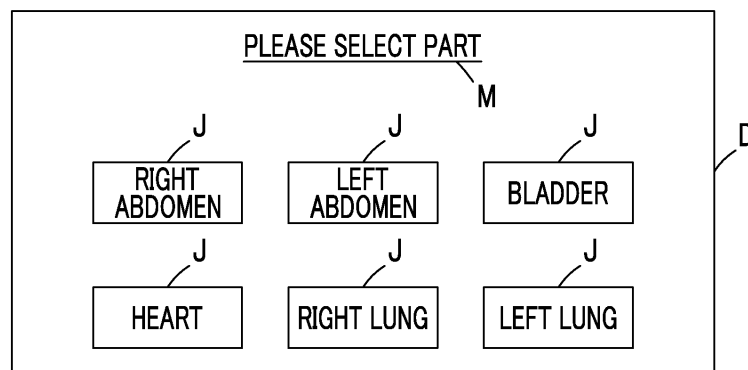 PLEASE SELECT PART
M
J J J
D
RIGHT ABDOMEN
LEFT ABDOMEN
BLADDER
J J J
HEART
RIGHT LUNG
LEFT LUNG